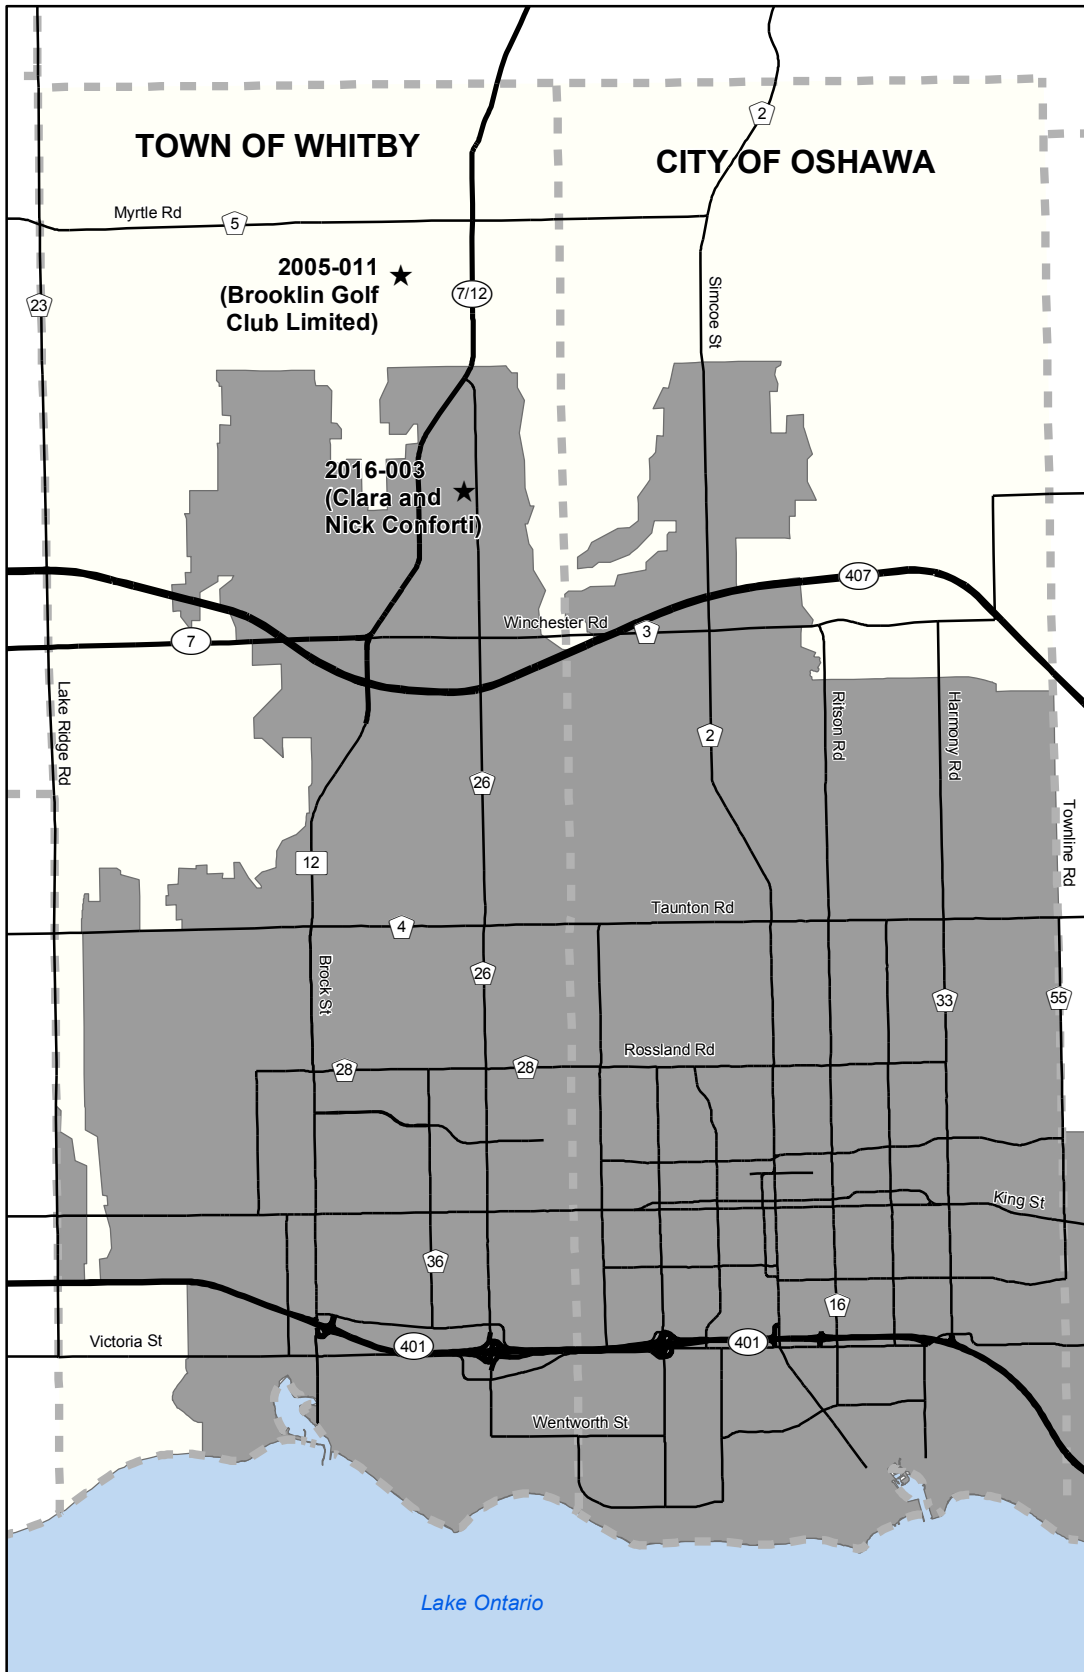 2
TOWN OF WHITBY
CITY OF OSHAWA
Myrtle Rd
5
2005-011
(Brooklin Golf
Club Limited)
7/12
23
Simcoe St
2016-003
(Clara and
Nick Conforti)
407
Winchester Rd
3
7
Lake Ridge Rd
Ritson Rd
Harmony Rd
2
26
Townline Rd
12
Taunton Rd
4
26
Brock St
33
55
Rossland Rd
28
28
King St
36
16
Victoria St
401
401
Wentworth St
Lake Ontario